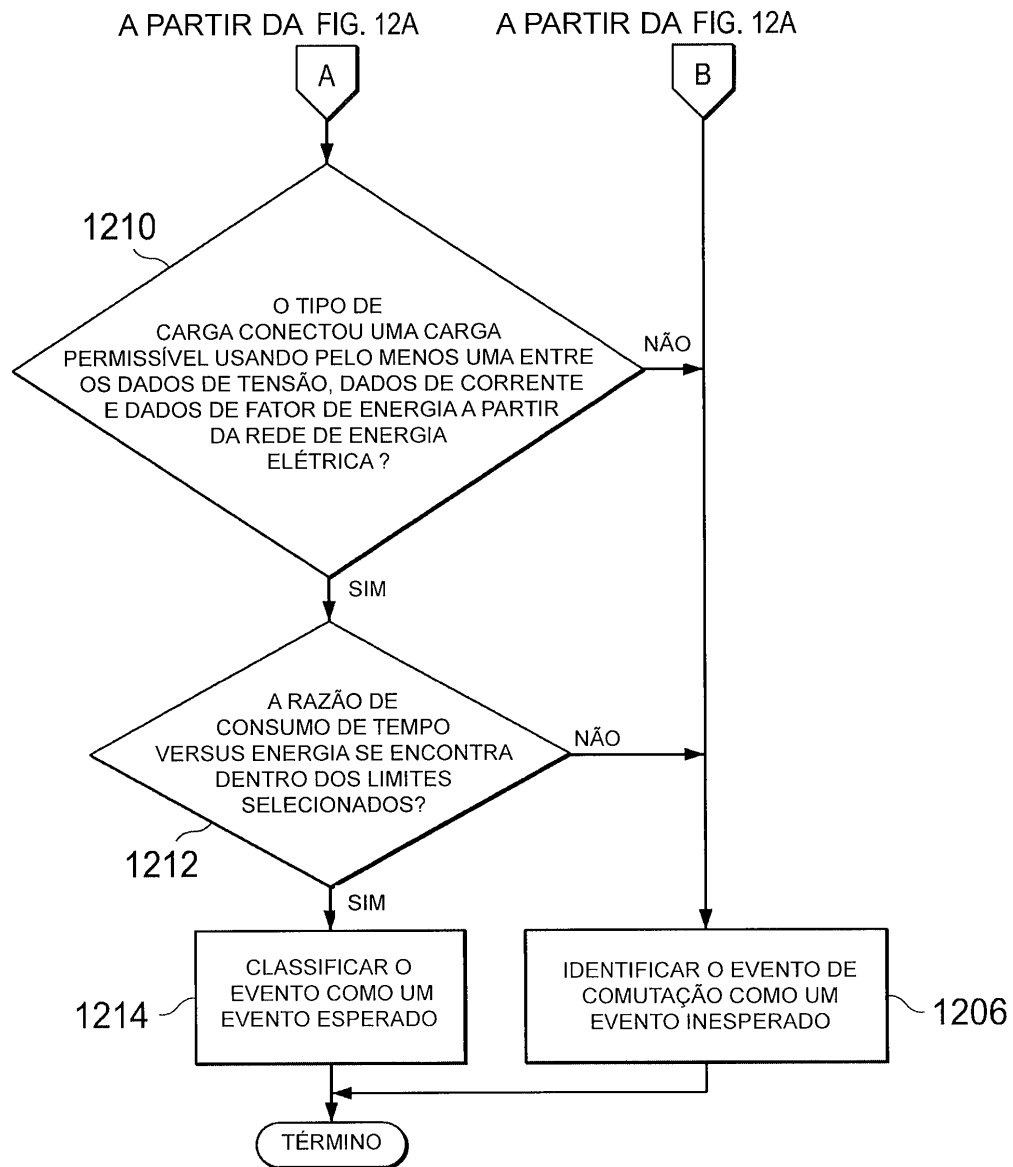 A PARTIR DA FIG. 12A
A PARTIR DA FIG. 12A
A
B
1210
O TIPO DE
CARGA CONECTOU UMA CARGA
PERMISSÍVEL USANDO PELO MENOS UMA ENTRE
OS DADOS DE TENSÃO, DADOS DE CORRENTE
E DADOS DE FATOR DE ENERGIA A PARTIR
DA REDE DE ENERGIA
ELÉTRICA ?
NÃO
SIM
A RAZÃO DE
CONSUMO DE TEMPO
VERSUS ENERGIA SE ENCONTRA
DENTRO DOS LIMITES
SELECIONADOS?
NÃO
1212
SIM
CLASSIFICAR O
EVENTO COMO UM
EVENTO ESPERADO
1214
IDENTIFICAR O EVENTO DE
COMUTAÇÃO COMO UM
EVENTO INESPERADO
1206
TÉRMINO